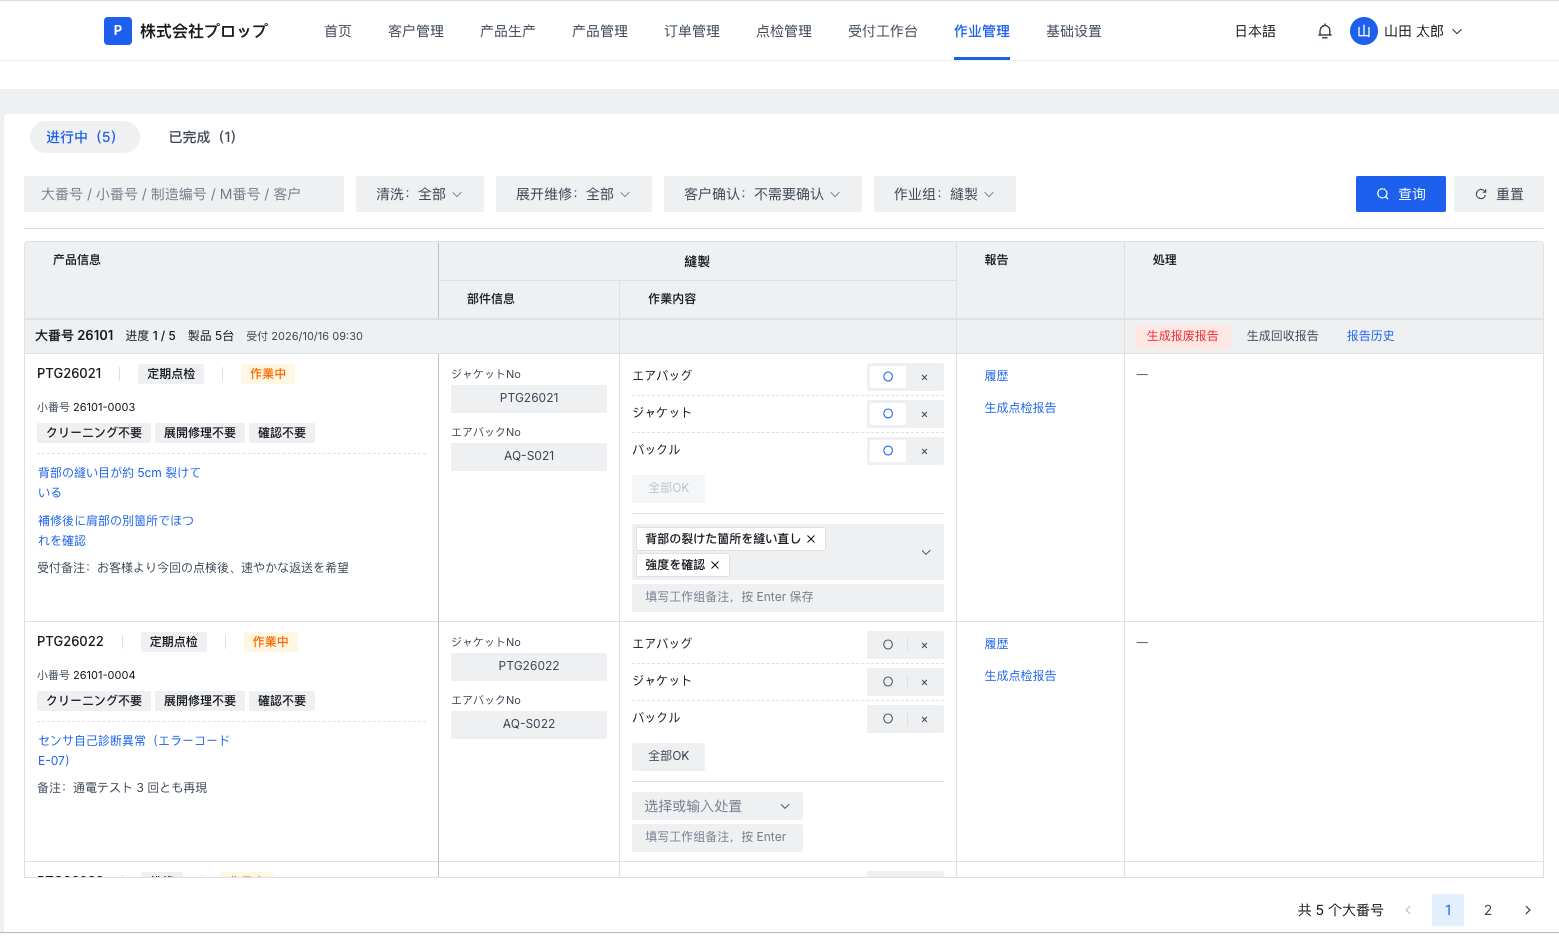 P 株式会社プロップ 首页 客户管理 产品生产 产品管理 订单管理 点检管理 受付工作台 作业管理 基础设置 日本語 山 山田 太郎
进行中（5） 已完成（1）
大番号 / 小番号 / 制造编号 / M番号 / 客户 清洗：全部 展开维修：全部 客户确认：不需要确认 作业组：縫製 查询 重置
产品信息 縫製 報告 処理
部件信息 作業内容
大番号 26101 进度 1 / 5 製品 5台 受付 2026/10/16 09:30 生成报废报告 生成回收报告 报告历史
PTG26021 定期点检 作業中
小番号 26101-0003
クリーニング不要 展開修理不要 確認不要
背部の縫い目が約 5cm 裂けて
いる
補修後に肩部の別箇所でほつ
れを確認
受付备注：お客様より今回の点検後、速やかな返送を希望
ジャケットNo
PTG26021
エアバックNo
AQ-S021
エアバッグ O ×
ジャケット O ×
バックル O ×
全部OK
背部の裂けた箇所を縫い直し ×
強度を確認 ×
填写工作组备注，按 Enter 保存
履歴
生成点检报告
—
PTG26022 定期点检 作業中
小番号 26101-0004
クリーニング不要 展開修理不要 確認不要
センサ自己診断異常（エラーコード
E-07）
备注：通電テスト 3 回とも再現
ジャケットNo
PTG26022
エアバックNo
AQ-S022
エアバッグ O ×
ジャケット O ×
バックル O ×
全部OK
选择或输入处置
填写工作组备注，按 Enter
履歴
生成点检报告
—
共 5 个大番号 1 2